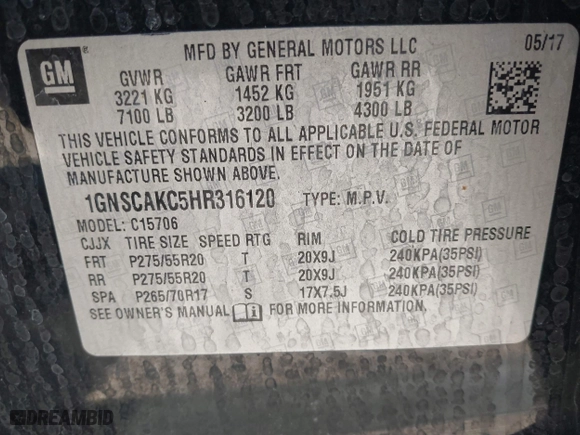 GM
MFD BY GENERAL MOTORS LLC 05/17
GVWR GAWR FRT GAWR RR
3221 KG 1452 KG 1951 KG
7100 LB 3200 LB 4300 LB
THIS VEHICLE CONFORMS TO ALL APPLICABLE U.S. FEDERAL MOTOR
VEHICLE SAFETY STANDARDS IN EFFECT ON THE DATE OF
MANUFACTURE SHOWN ABOVE.
1GNSCAKC5HR316120 TYPE: M.P.V.
MODEL: C15706
CJJX TIRE SIZE SPEED RTG RIM COLD TIRE PRESSURE
FRT P275/55R20 T 20X9J 240KPA(35PSI)
RR P275/55R20 T 20X9J 240KPA(35PSI)
SPA P265/70R17 S 17X7.5J 240KPA(35PSI)
SEE OWNER'S MANUAL FOR MORE INFORMATION.
DREAMBID